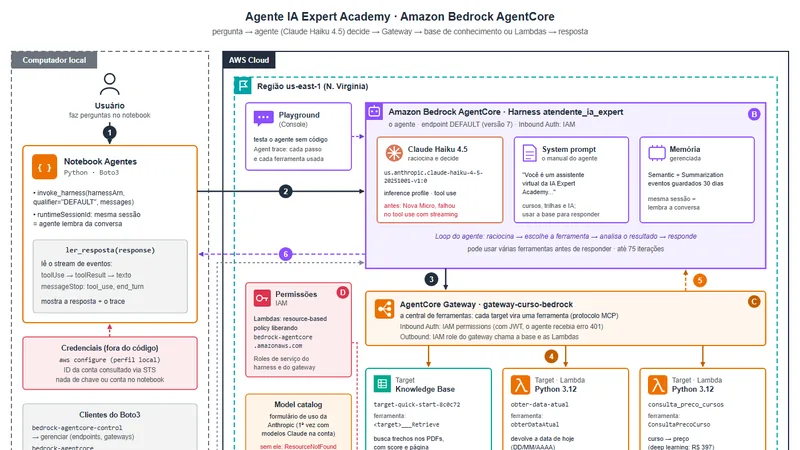 Agente IA Expert Academy · Amazon Bedrock AgentCore
pergunta → agente (Claude Haiku 4.5) decide → Gateway → base de conhecimento ou Lambdas → resposta
Computador local
Usuário
faz perguntas no notebook
1
{ }
Notebook Agentes
Python · Boto3
• invoke_harness(harnessArn,
qualifier="DEFAULT", messages)
• runtimeSessionId: mesma sessão
= agente lembra da conversa
ler_resposta(response)
lê o stream de eventos:
toolUse → toolResult → texto
messageStop: tool_use, end_turn
mostra a resposta + o trace
Credenciais (fora do código)
aws configure (perfil local)
ID da conta consultado via STS
nada de chave ou conta no notebook
Clientes do Boto3
bedrock-agentcore-control
→ gerenciar (endpoints, gateways)
bedrock-agentcore
AWS Cloud
Região us-east-1 (N. Virginia)
Playground
(Console)
testa o agente sem código
Agent trace: cada passo
e cada ferramenta usada
2
6
Amazon Bedrock AgentCore · Harness atendente_ia_expert
o agente · endpoint DEFAULT (versão 7) · Inbound Auth: IAM
B
Claude Haiku 4.5
raciocina e decide
us.anthropic.claude-haiku-4-5-
20251001-v1:0
inference profile · tool use
antes: Nova Micro, falhou
no tool use com streaming
System prompt
o manual do agente
"Você é um assistente
virtual da IA Expert
Academy..."
cursos, trilhas e IA;
usar a base para responder
Memória
gerenciada
Semantic + Summarization
eventos guardados 30 dias
mesma sessão =
lembra a conversa
Loop do agente: raciocina → escolhe a ferramenta → analisa o resultado → responde
pode usar várias ferramentas antes de responder · até 75 iterações
3
5
Permissões
IAM
D
Lambdas: resource-based
policy liberando
bedrock-agentcore
.amazonaws.com
Roles de serviço do
harness e do gateway
AgentCore Gateway · gateway-curso-bedrock
a central de ferramentas: cada target vira uma ferramenta (protocolo MCP)
Inbound Auth: IAM permissions (com JWT, o agente recebia erro 401)
Outbound: IAM role do gateway chama a base e as Lambdas
C
4
Model catalog
formulário de uso da
Anthropic (1ª vez com
modelos Claude na conta)
sem ele: ResourceNotFound
Target
Knowledge Base
target-quick-start-8c0c72
ferramenta:
<target>___Retrieve
busca trechos nos PDFs,
com score e página
Target · Lambda
Python 3.12
obter-data-atual
ferramenta:
obterDataAtual
devolve a data de hoje
(DD/MM/AAAA)
Target · Lambda
Python 3.12
consulta_preco_cursos
ferramenta:
ConsultaPrecoCurso
curso → preço
(deep learning: R$ 397)